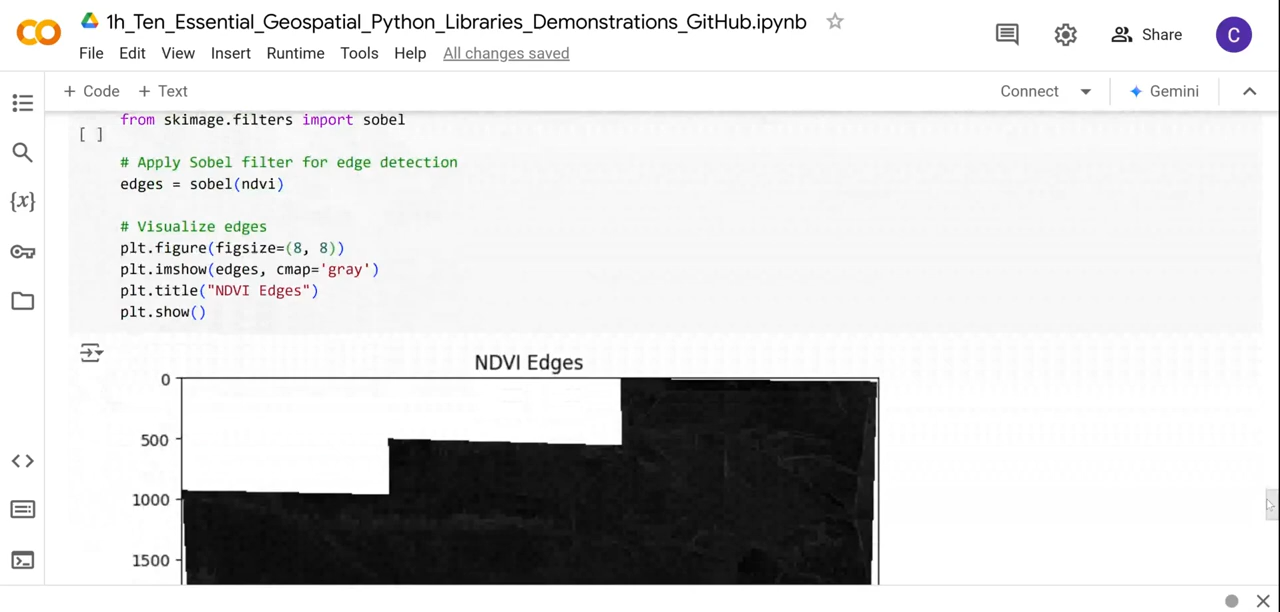 1h_Ten_Essential_Geospatial_Python_Libraries_Demonstrations_GitHub.ipynb
File Edit View Insert Runtime Tools Help All changes saved
Share
C
+ Code + Text
Connect
Gemini
from skimage.filters import sobel
[ ]
# Apply Sobel filter for edge detection
edges = sobel(ndvi)
# Visualize edges
plt.figure(figsize=(8, 8))
plt.imshow(edges, cmap='gray')
plt.title("NDVI Edges")
plt.show()
{x}
NDVI Edges
0
500
1000
1500